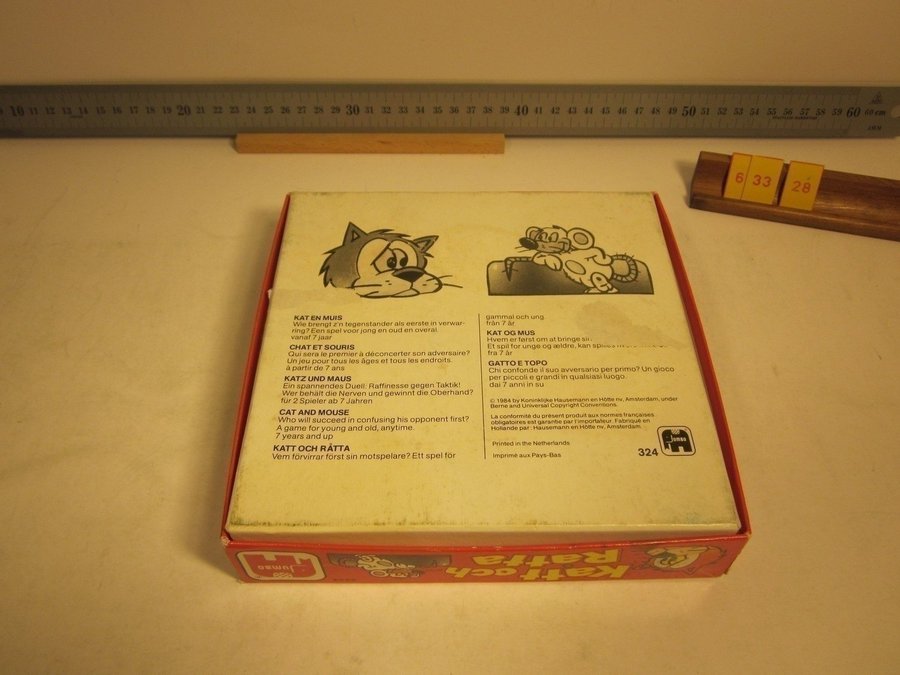 10 11 12 13 14 15 16 17 18 19 20 21 22 23 24 25 26 27 28 29 30 31 32 33 34 35 36 37 38 39 40 41 42 43 44 45 46 47 48 49 50 51 52 53 54 55 56 57 58 59 60 60 cm
6 33 28
KAT EN MUIS
Wie brengt z'n tegenstander als eerste in verwar-
ring? Een spel voor jong en oud en overal.
vanaf 7 jaar
CHAT ET SOURIS
Qui sera le premier à déconcerter son adversaire?
Un jeu pour tous les âges et tous les endroits.
à partir de 7 ans
KATZ UND MAUS
Ein spannendes Duell: Raffinesse gegen Taktik!
Wer behält die Nerven und gewinnt die Oberhand?
für 2 Spieler ab 7 Jahren
CAT AND MOUSE
Who will succeed in confusing his opponent first?
A game for young and old, anytime.
7 years and up
KATT OCH RÅTTA
Vem förvirrar först sin motspelare? Ett spel för
gammal och ung.
från 7 år
KAT OG MUS
Hvem er først om at bringe
Et spil for unge og ældre, kan
fra 7 år
GATTO E TOPO
Chi confonde il suo avversario per primo? Un gioco
per piccoli e grandi in qualsiasi luogo.
dai 7 anni in su
© 1984 by Koninklijke Hausemann en Hötte nv, Amsterdam, under
Berne and Universal Copyright Conventions.
La conformité du présent produit aux normes françaises
obligatoires est garantie par l'importateur. Fabriqué en
Hollande par : Hausemann en Hötte nv, Amsterdam.
Printed in the Netherlands
Imprimé aux Pays-Bas
324
Jumbo
Jumbo
Katt och
Råtta